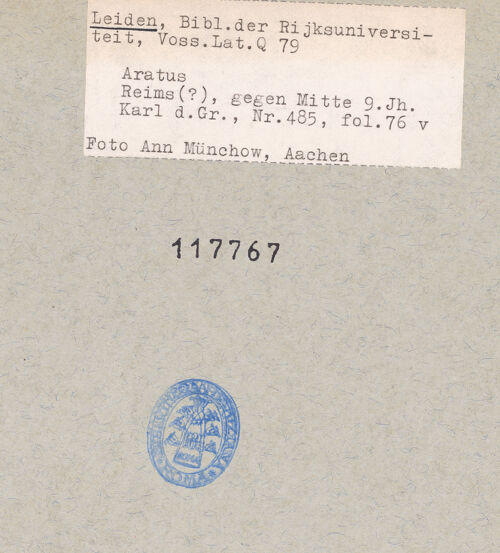 Leiden, Bibl.der Rijksuniversi-
teit, Voss.Lat.Q 79
Aratus
Reims(?), gegen Mitte 9.Jh.
Karl d.Gr., Nr.485, fol.76 v
Foto Ann Münchow, Aachen
117767